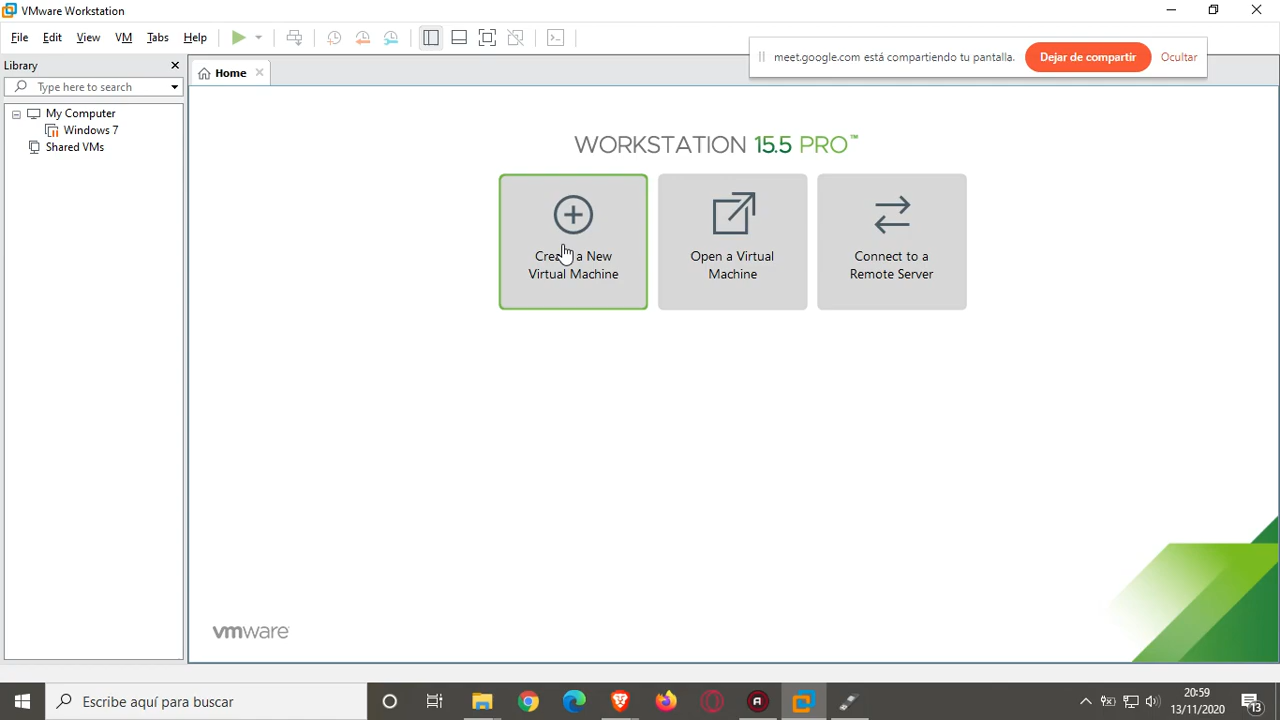 VMware Workstation
File Edit View VM Tabs Help
meet.google.com está compartiendo tu pantalla. Dejar de compartir Ocultar
Library
Type here to search
My Computer
Windows 7
Shared VMs
Home
WORKSTATION 15.5 PRO™
Create a New
Virtual Machine
Open a Virtual
Machine
Connect to a
Remote Server
vmware
Escribe aquí para buscar
20:59
13/11/2020
13